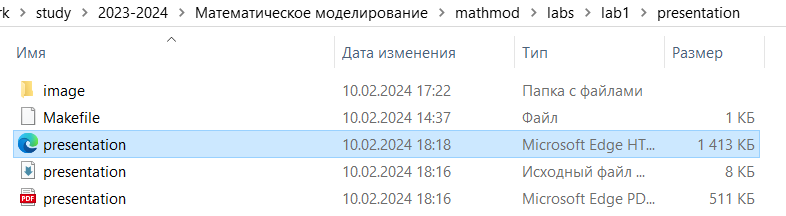 rk > study > 2023-2024 > Математическое моделирование > mathmod > labs > lab1 > presentation
Имя Дата изменения Тип Размер
image 10.02.2024 17:22 Папка с файлами
Makefile 10.02.2024 14:37 Файл 1 КБ
presentation 10.02.2024 18:18 Microsoft Edge HT... 1 413 КБ
presentation 10.02.2024 18:16 Исходный файл ... 8 КБ
PDF presentation 10.02.2024 18:16 Microsoft Edge PD... 511 КБ